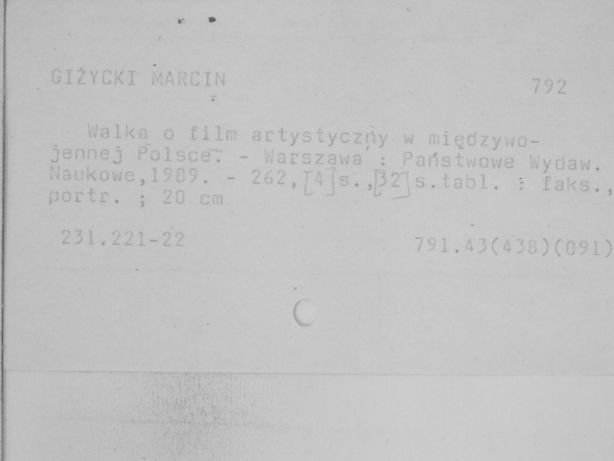 GIŻYCKI MARCIN
792
Walka o film artystyczny w międzywo-
jennej Polsce. - Warszawa : Państwowe Wydaw.
Naukowe,1989. - 262,[4]s.,[32]s.tabl. : faks.,
portr. ; 20 cm
231.221-22
791.43(438)(091)